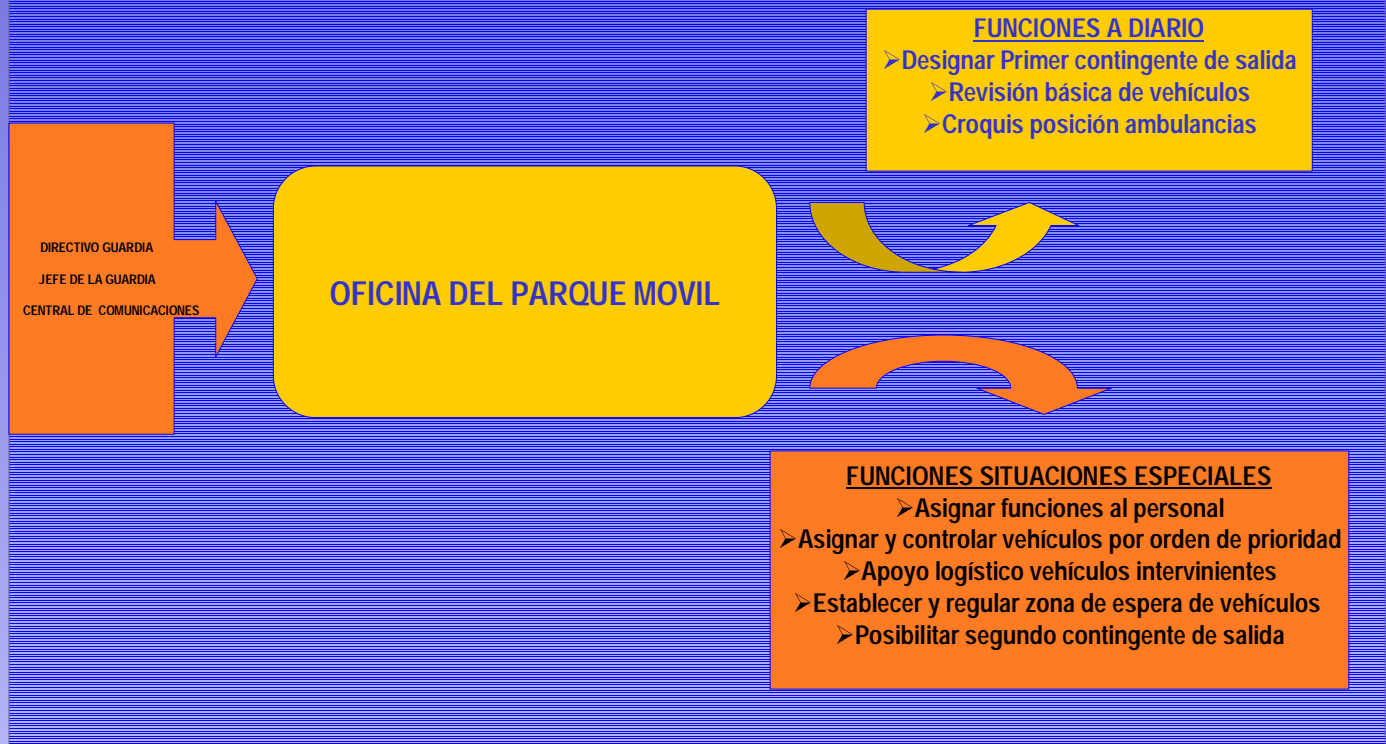 DIRECTIVO GUARDIA
JEFE DE LA GUARDIA
CENTRAL DE COMUNICACIONES
OFICINA DEL PARQUE MOVIL
FUNCIONES A DIARIO
➢Designar Primer contingente de salida
➢Revisión básica de vehículos
➢Croquis posición ambulancias
FUNCIONES SITUACIONES ESPECIALES
➢Asignar funciones al personal
➢Asignar y controlar vehículos por orden de prioridad
➢Apoyo logístico vehículos intervinientes
➢Establecer y regular zona de espera de vehículos
➢Posibilitar segundo contingente de salida